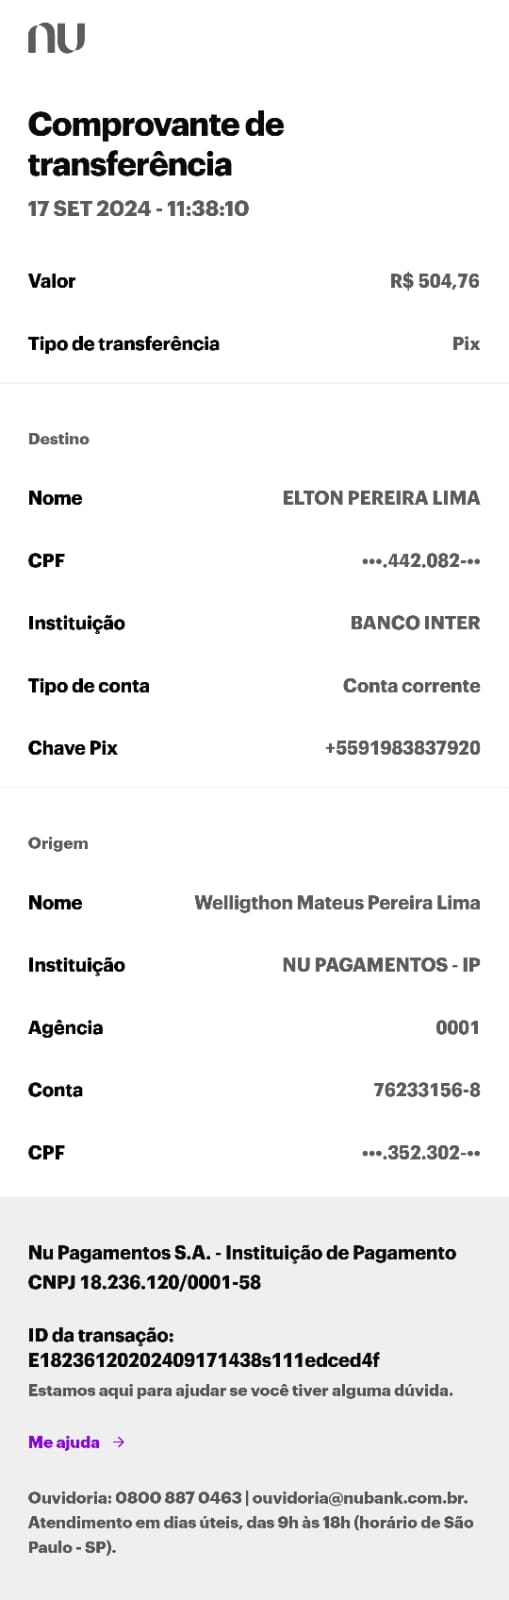 nu
Comprovante de
transferência
17 SET 2024 - 11:38:10
Valor R$ 504,76
Tipo de transferência Pix
Destino
Nome ELTON PEREIRA LIMA
CPF •••.442.082-••
Instituição BANCO INTER
Tipo de conta Conta corrente
Chave Pix +5591983837920
Origem
Nome Welligthon Mateus Pereira Lima
Instituição NU PAGAMENTOS - IP
Agência 0001
Conta 76233156-8
CPF •••.352.302-••
Nu Pagamentos S.A. - Instituição de Pagamento
CNPJ 18.236.120/0001-58
ID da transação:
E18236120202409171438s111edced4f
Estamos aqui para ajudar se você tiver alguma dúvida.
Me ajuda →
Ouvidoria: 0800 887 0463 | ouvidoria@nubank.com.br.
Atendimento em dias úteis, das 9h às 18h (horário de São
Paulo - SP).